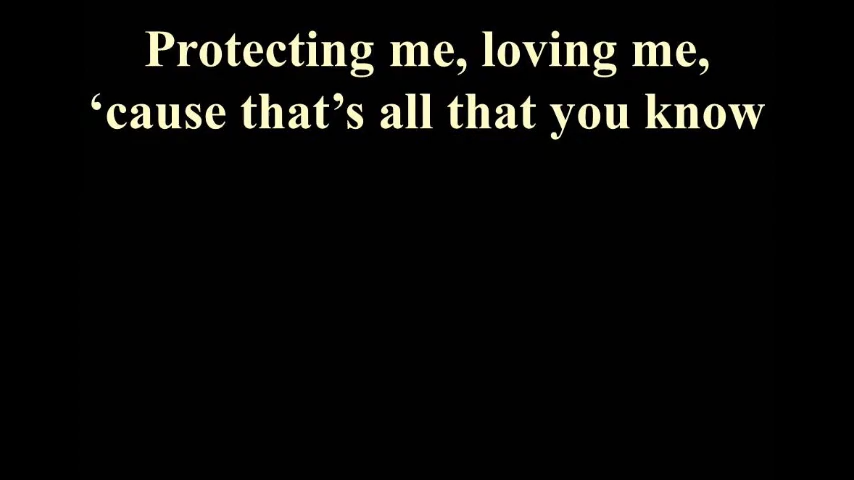 Protecting me, loving me,
‘cause that’s all that you know